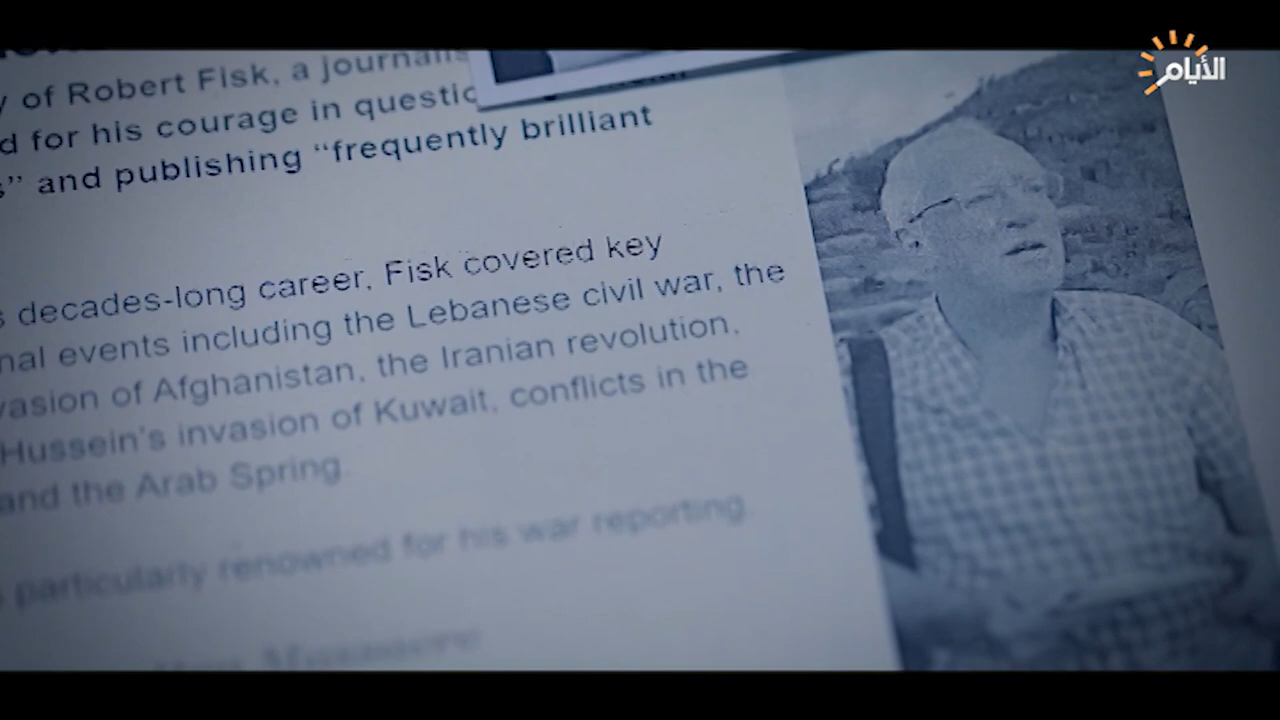 الأيام
y of Robert Fisk, a journalis
d for his courage in questio
s” and publishing “frequently brilliant
s decades-long career, Fisk covered key
nal events including the Lebanese civil war, the
vasion of Afghanistan, the Iranian revolution,
Hussein's invasion of Kuwait, conflicts in the
and the Arab Spring.
s particularly renowned for his war reporting
Massacre